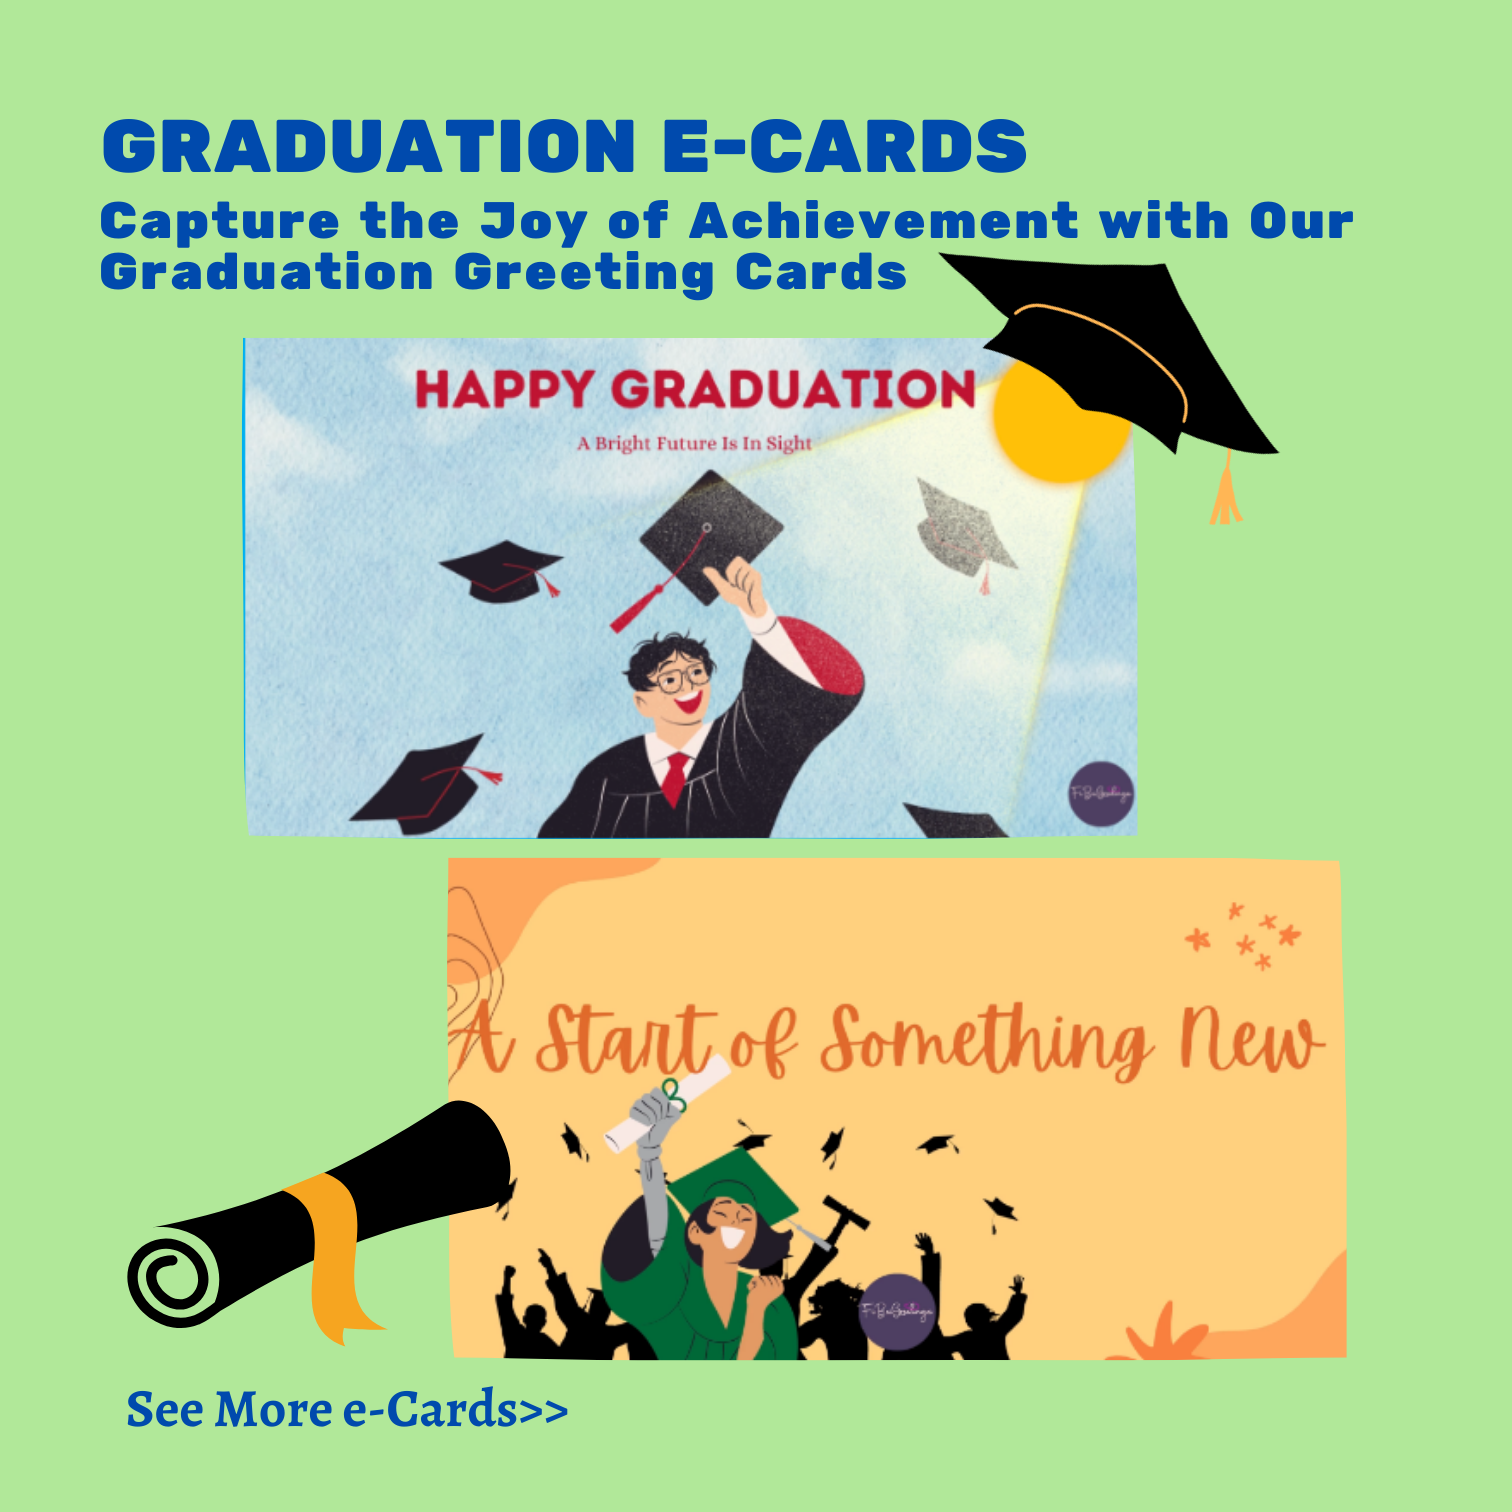 GRADUATION E-CARDS
Capture the Joy of Achievement with Our
Graduation Greeting Cards
HAPPY GRADUATION
A Bright Future Is In Sight
A Start of Something New
See More e-Cards>>